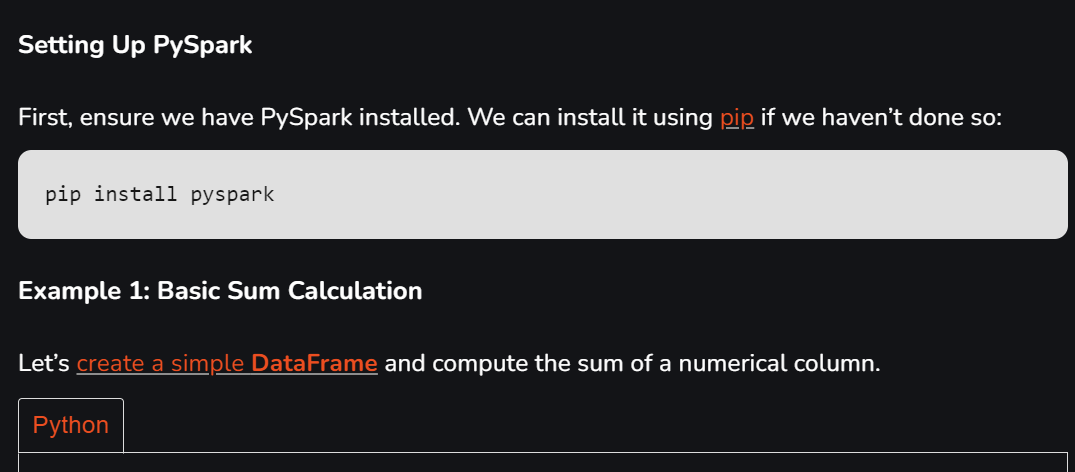 Setting Up PySpark
First, ensure we have PySpark installed. We can install it using pip if we haven’t done so:
pip install pyspark
Example 1: Basic Sum Calculation
Let’s create a simple DataFrame and compute the sum of a numerical column.
Python